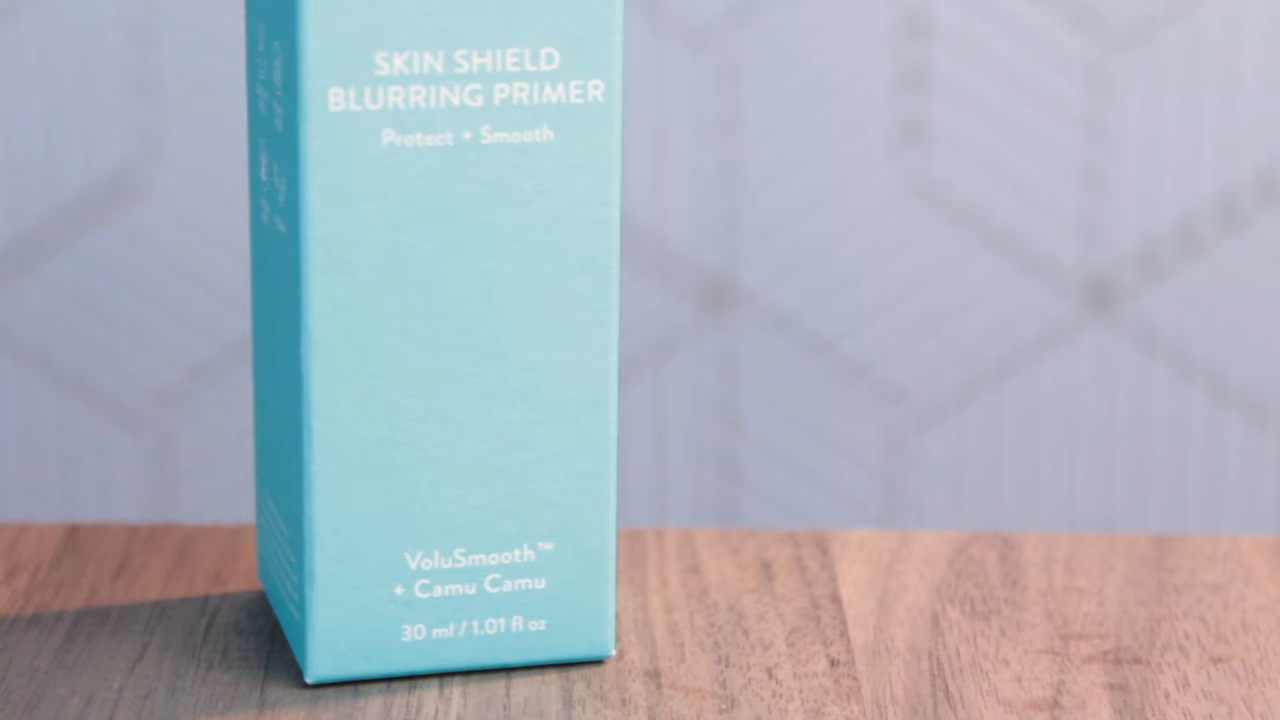 SKIN SHIELD
BLURRING PRIMER
Protect + Smooth
VoluSmooth™
+ Camu Camu
30 ml / 1.01 fl oz